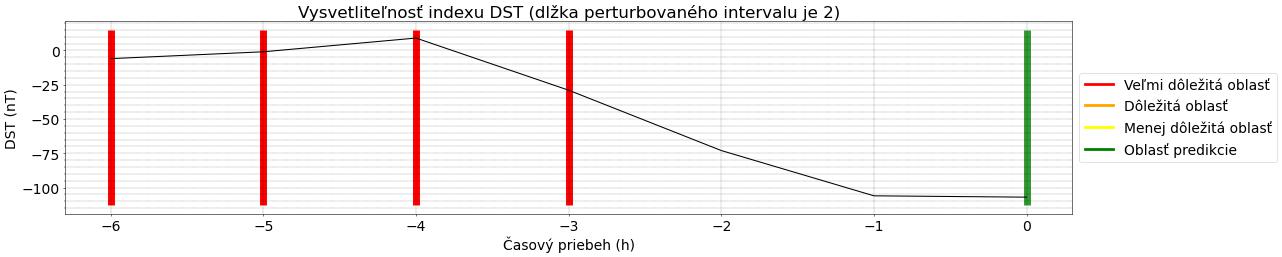 Vysvetliteľnosť indexu DST (dlžka perturbovaného intervalu je 2)
DST (nT)
0
−25
−50
−75
−100
−6 −5 −4 −3 −2 −1 0
Časový priebeh (h)
Veľmi dôležitá oblasť
Dôležitá oblasť
Menej dôležitá oblasť
Oblasť predikcie